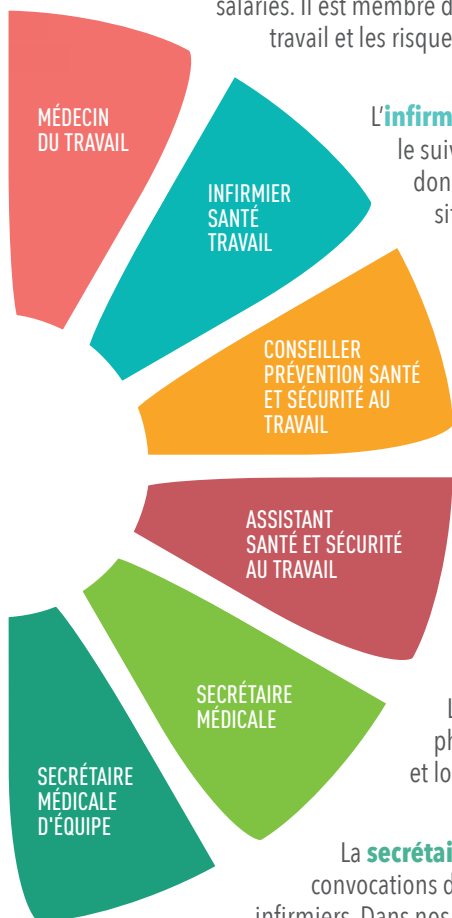 salariés. Il est membre d
travail et les risque
MÉDECIN
DU TRAVAIL
L'infirm
le suiv
don
sit
INFIRMIER
SANTÉ
TRAVAIL
CONSEILLER
PRÉVENTION SANTÉ
ET SÉCURITÉ AU
TRAVAIL
ASSISTANT
SANTÉ ET SÉCURITÉ
AU TRAVAIL
SECRÉTAIRE
MÉDICALE
L
ph
et lo
SECRÉTAIRE
MÉDICALE
D'ÉQUIPE
La secrétai
convocations d
infirmiers. Dans nos